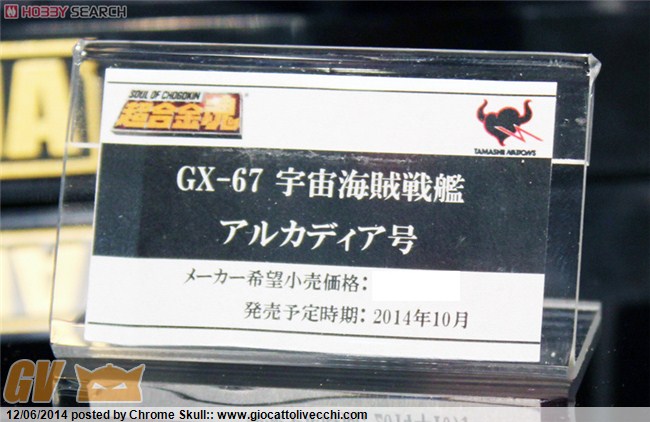 HOBBY SEARCH
SOUL OF CHOGOKIN
超合金魂
TAMASHII NATIONS
GX-67 宇宙海賊戦艦
アルカディア号
メーカー希望小売価格:
発売予定時期: 2014年10月
GV
12/06/2014 posted by Chrome Skull:: www.giocattolivecchi.com